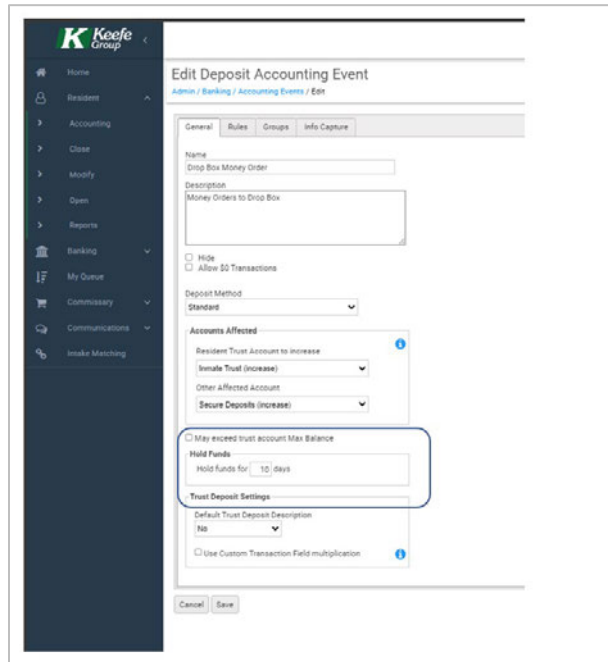 Keefe
Group
Home
Resident
Accounting
Close
Modify
Open
Reports
Banking
My Queue
Commissary
Communications
Intake Matching
Edit Deposit Accounting Event
Admin / Banking / Accounting Events / Edit
General Rules Groups Info Capture
Name
Drop Box Money Order
Description
Money Orders to Drop Box
Hide
Allow $0 Transactions
Deposit Method
Standard
Accounts Affected
Resident Trust Account to increase
Inmate Trust (increase)
Other Affected Account
Secure Deposits (increase)
May exceed trust account Max Balance
Hold Funds
Hold funds for 10 days
Trust Deposit Settings
Default Trust Deposit Description
No
Use Custom Transaction Field multiplication
Cancel Save